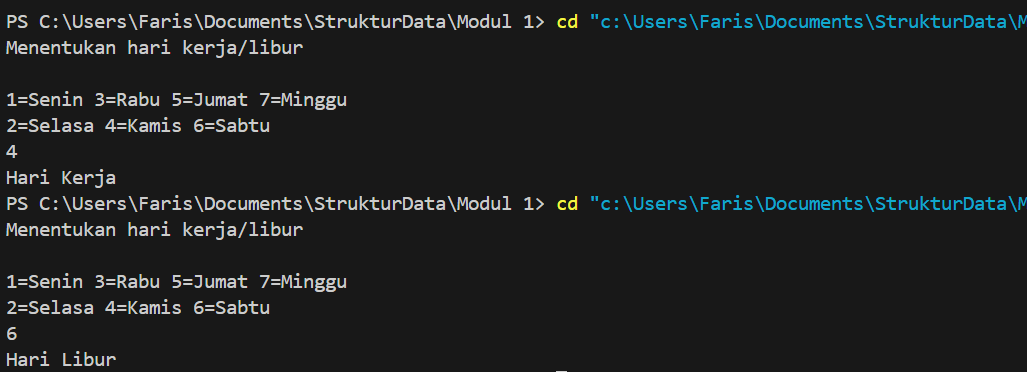 PS C:\Users\Faris\Documents\StrukturData\Modul 1> cd "c:\Users\Faris\Documents\StrukturData\M
Menentukan hari kerja/libur
1=Senin 3=Rabu 5=Jumat 7=Minggu
2=Selasa 4=Kamis 6=Sabtu
4
Hari Kerja
PS C:\Users\Faris\Documents\StrukturData\Modul 1> cd "c:\Users\Faris\Documents\StrukturData\M
Menentukan hari kerja/libur
1=Senin 3=Rabu 5=Jumat 7=Minggu
2=Selasa 4=Kamis 6=Sabtu
6
Hari Libur